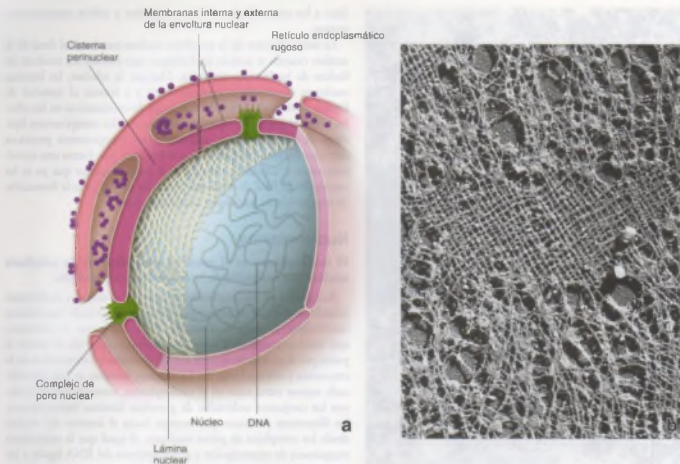 Membranas interna y externa
de la envoltura nuclear
Retículo endoplasmático
rugoso
Cisterna
perinuclear
Complejo de
poro nuclear
Núcleo
DNA
a
b
Lámina
nuclear